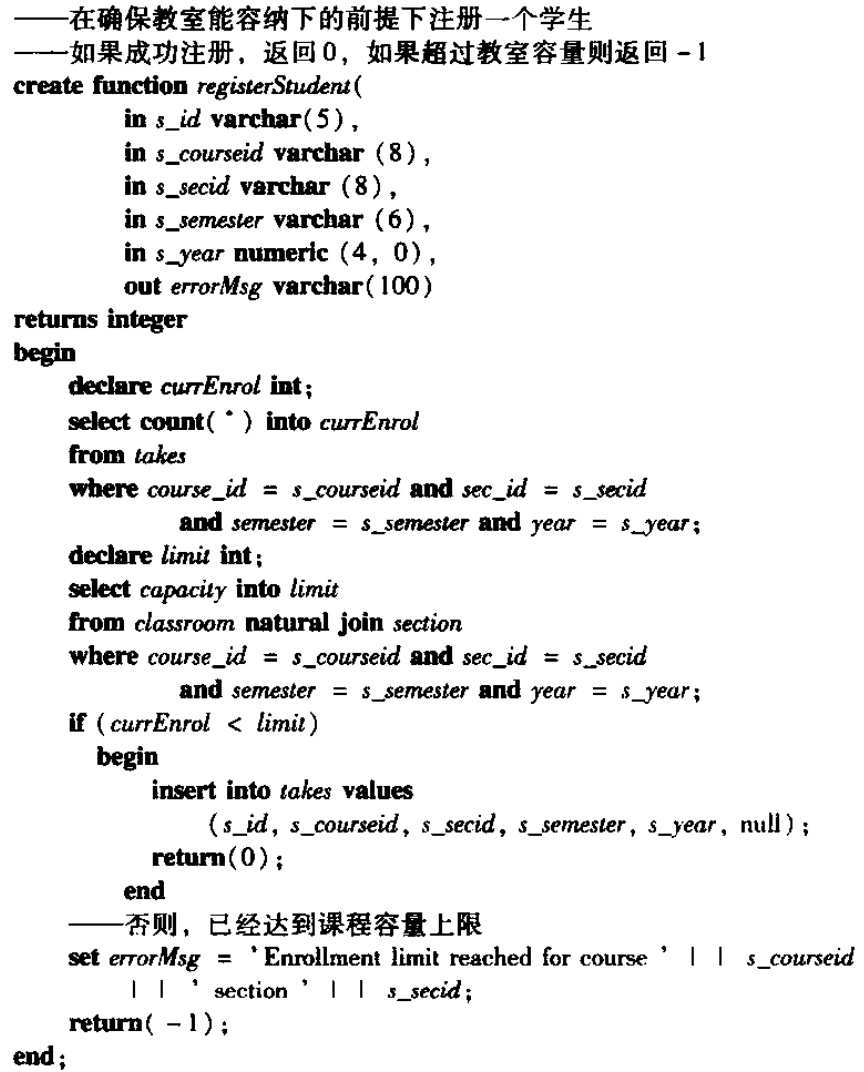 ——在确保教室能容纳下的前提下注册一个学生
——如果成功注册，返回0，如果超过教室容量则返回-1
create function registerStudent(
in s_id varchar(5),
in s_courseid varchar (8),
in s_secid varchar (8),
in s_semester varchar (6),
in s_year numeric (4, 0),
out errorMsg varchar(100)
returns integer
begin
declare currEnrol int;
select count( * ) into currEnrol
from takes
where course_id = s_courseid and sec_id = s_secid
and semester = s_semester and year = s_year;
declare limit int;
select capacity into limit
from classroom natural join section
where course_id = s_courseid and sec_id = s_secid
and semester = s_semester and year = s_year;
if (currEnrol < limit)
begin
insert into takes values
(s_id, s_courseid, s_secid, s_semester, s_year, null);
return(0);
end
——否则，已经达到课程容量上限
set errorMsg = 'Enrollment limit reached for course ' | | s_courseid
| | ' section ' | | s_secid;
return( -1);
end;